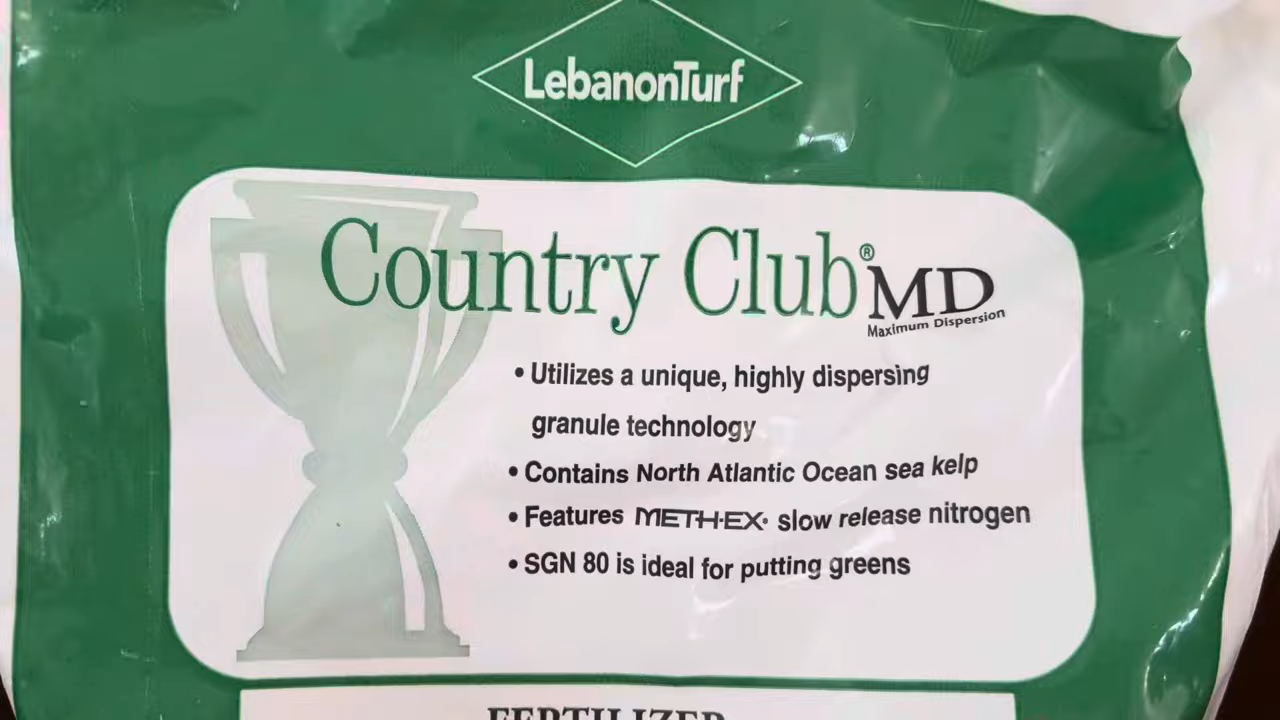 LebanonTurf
Country Club® MD
Maximum Dispersion
• Utilizes a unique, highly dispersing
granule technology
• Contains North Atlantic Ocean sea kelp
• Features METH-EX® slow release nitrogen
• SGN 80 is ideal for putting greens
FERTILIZER